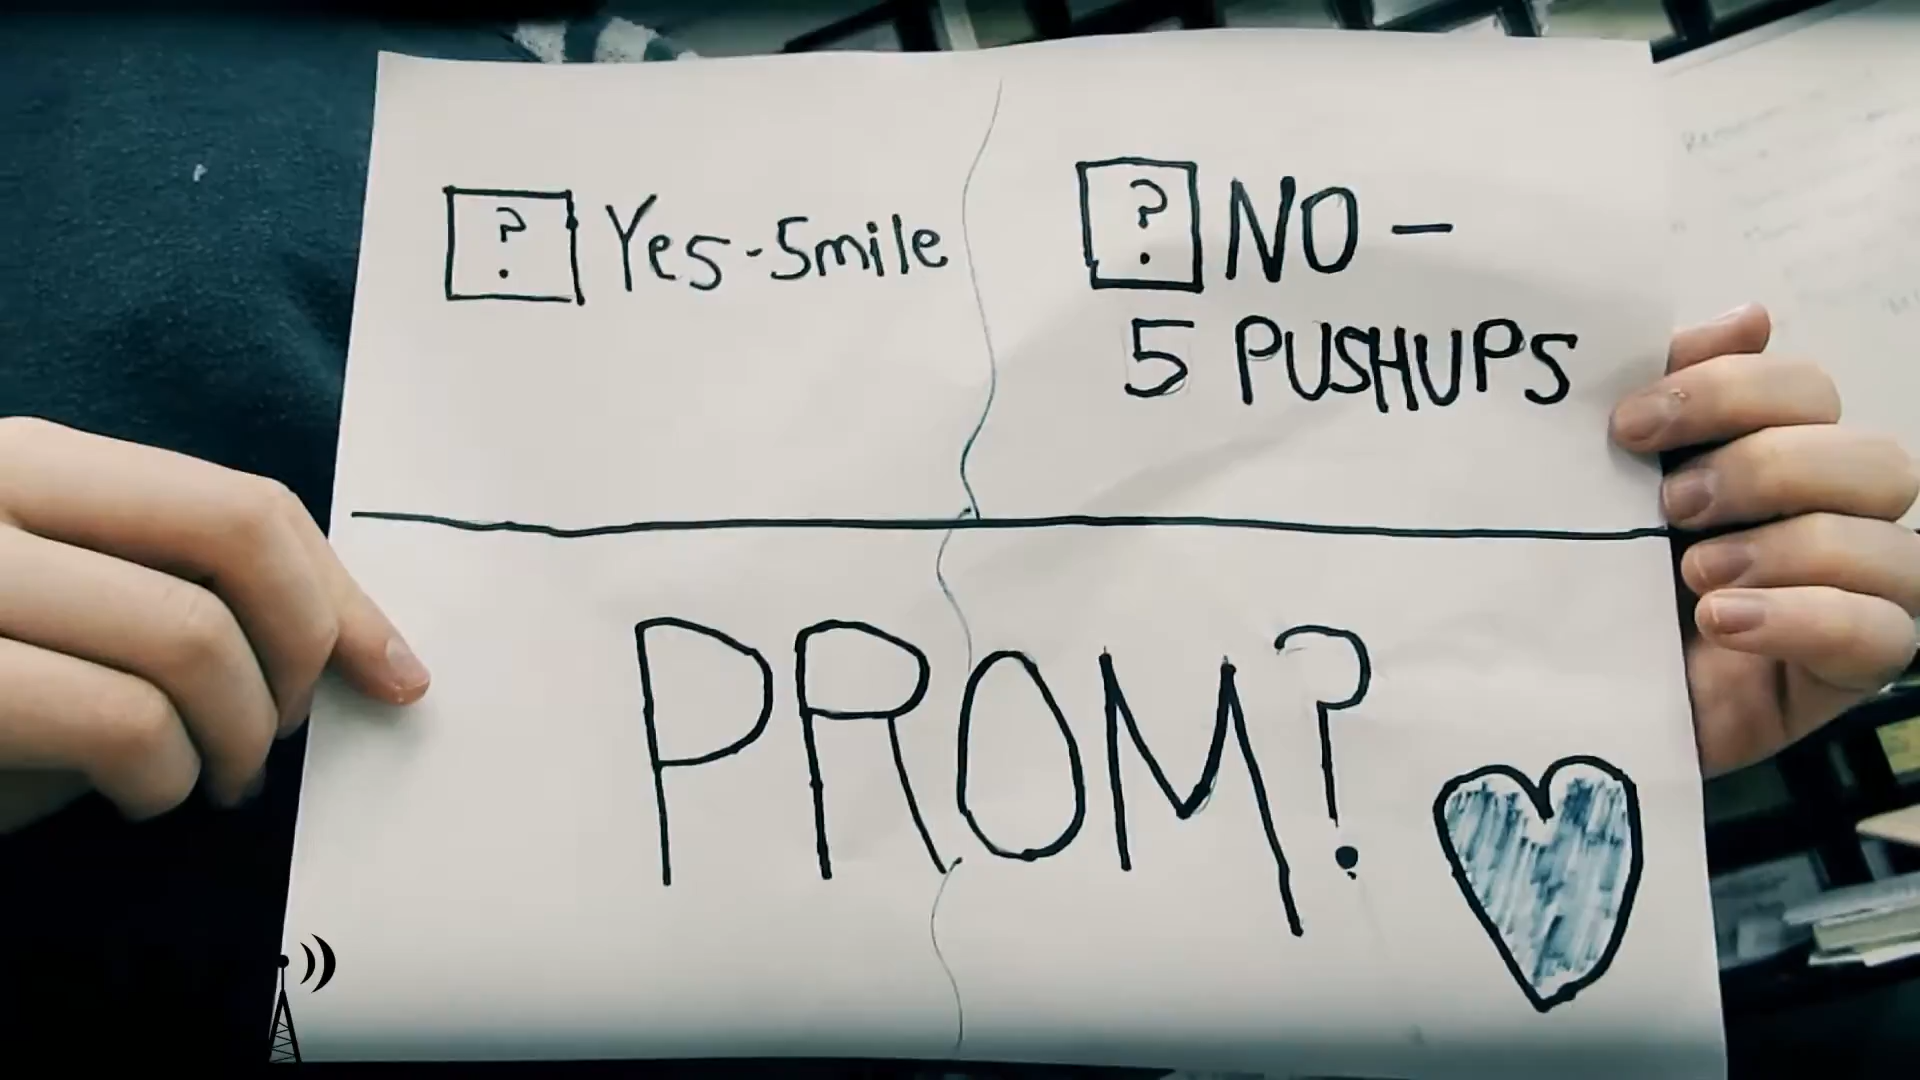 ? Yes-Smile
? NO -
5 PUSHUPS
PROM?